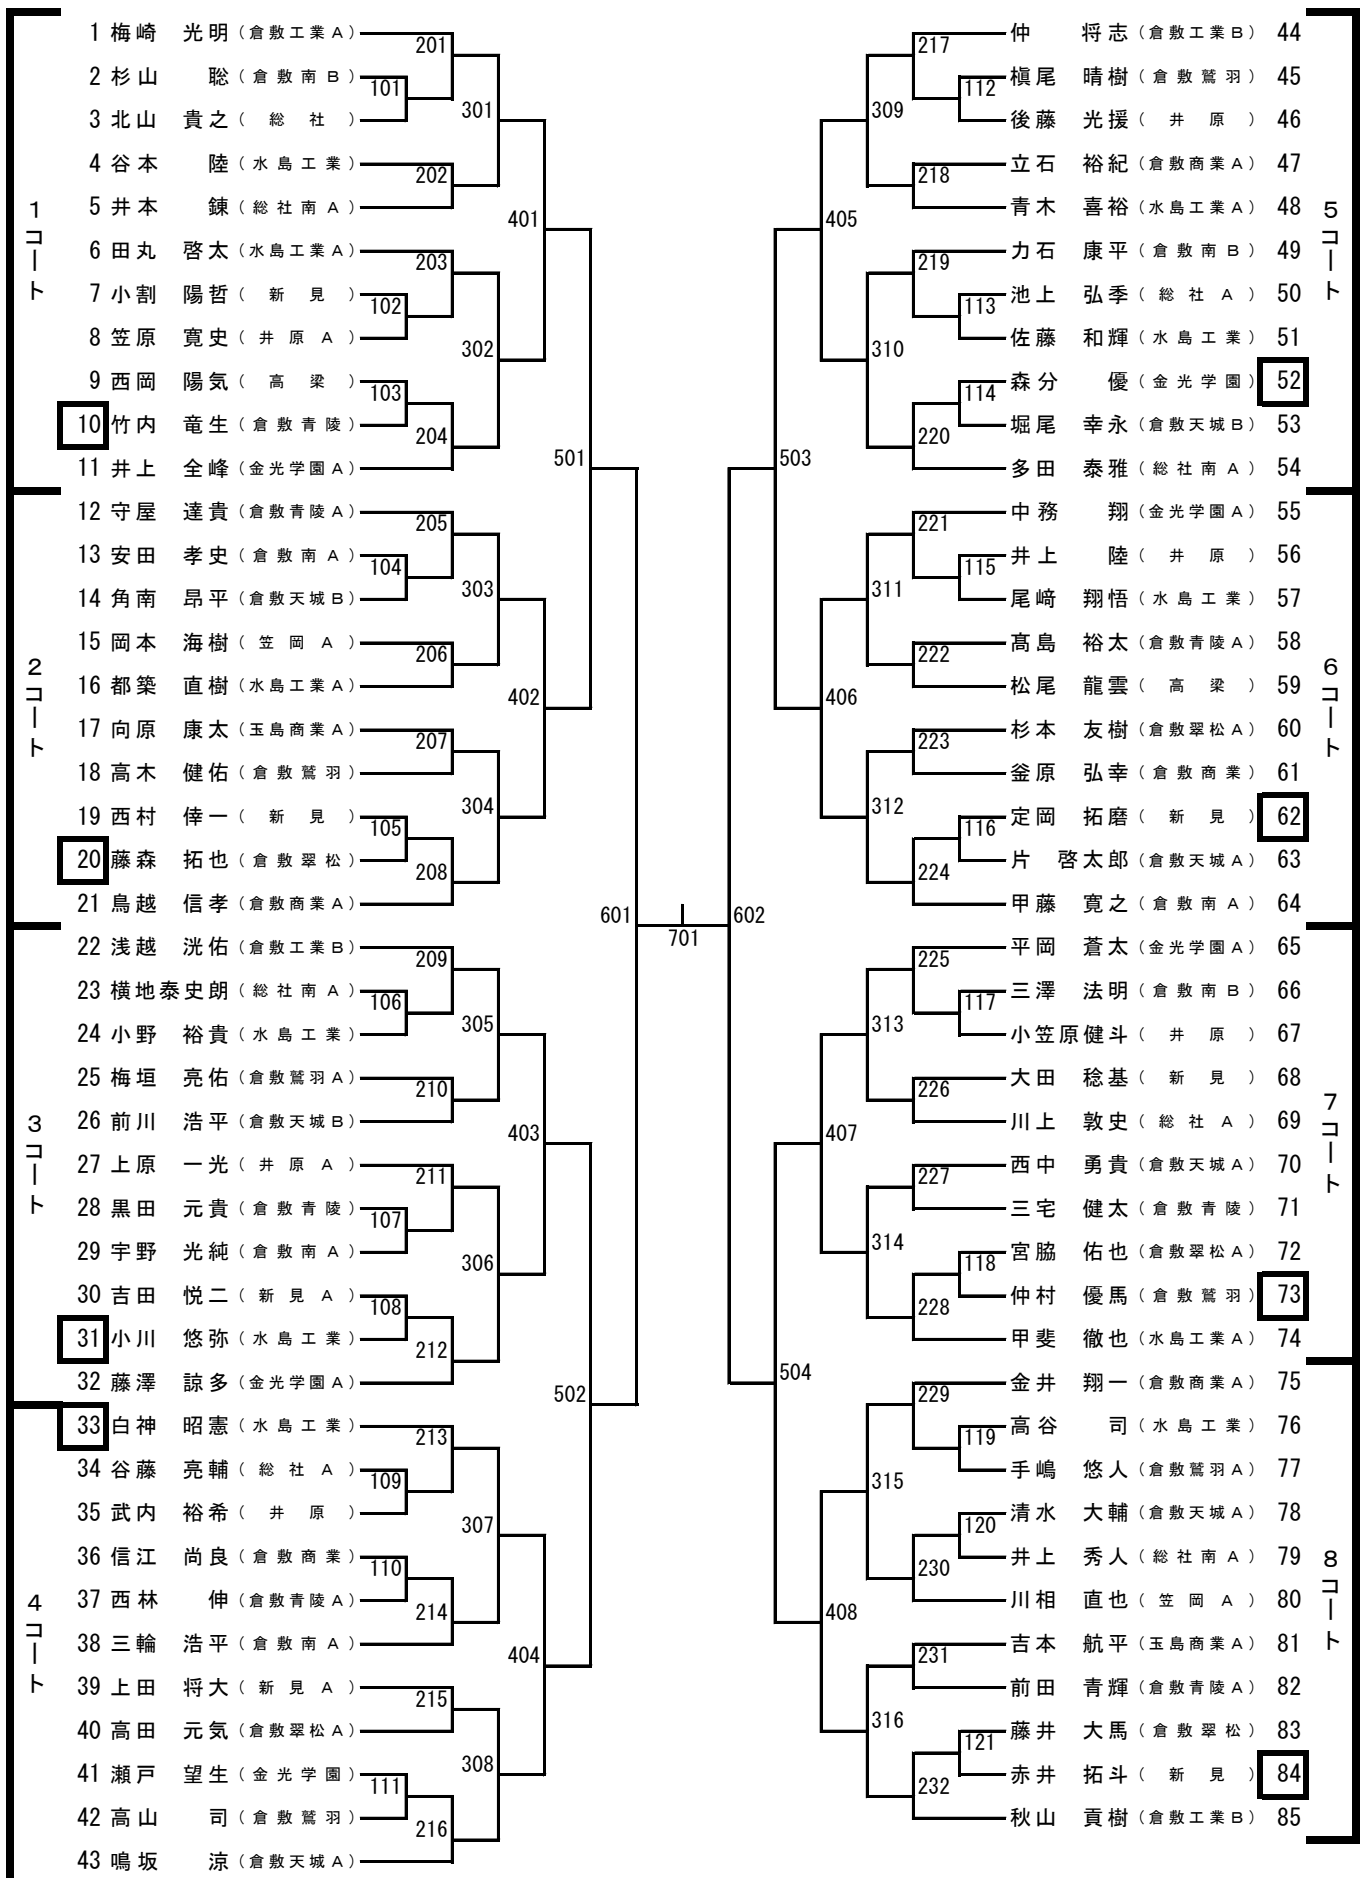 1コート
1 梅崎 光明(倉敷工業A)
2 杉山 聡(倉敷南B)
3 北山 貴之(総社)
4 谷本 陸(水島工業)
5 井本 錬(総社南A)
6 田丸 啓太(水島工業A)
7 小割 陽哲(新見)
8 笠原 寛史(井原A)
9 西岡 陽気(高梁)
10 竹内 竜生(倉敷青陵)
11 井上 全峰(金光学園A)
2コート
12 守屋 達貴(倉敷青陵A)
13 安田 孝史(倉敷南A)
14 角南 昂平(倉敷天城B)
15 岡本 海樹(笠岡A)
16 都築 直樹(水島工業A)
17 向原 康太(玉島商業A)
18 高木 健佑(倉敷鷲羽)
19 西村 倖一(新見)
20 藤森 拓也(倉敷翠松)
21 鳥越 信孝(倉敷商業A)
3コート
22 浅越 洸佑(倉敷工業B)
23 横地泰史朗(総社南A)
24 小野 裕貴(水島工業)
25 梅垣 亮佑(倉敷鷲羽A)
26 前川 浩平(倉敷天城B)
27 上原 一光(井原A)
28 黒田 元貴(倉敷青陵)
29 宇野 光純(倉敷南A)
30 吉田 悦二(新見A)
31 小川 悠弥(水島工業)
32 藤澤 諒多(金光学園A)
4コート
33 白神 昭憲(水島工業)
34 谷藤 亮輔(総社A)
35 武内 裕希(井原)
36 信江 尚良(倉敷商業)
37 西林 伸(倉敷青陵A)
38 三輪 浩平(倉敷南A)
39 上田 将大(新見A)
40 高田 元気(倉敷翠松A)
41 瀬戸 望生(金光学園)
42 高山 司(倉敷鷲羽)
43 鳴坂 涼(倉敷天城A)
101
102
103
104
105
106
107
108
109
110
111
201
202
203
204
205
206
207
208
209
210
211
212
213
214
215
216
301
302
303
304
305
306
307
308
401
402
403
404
501
502
601
701
602
503
504
405
406
407
408
309
310
311
312
313
314
315
316
217
218
219
220
221
222
223
224
225
226
227
228
229
230
231
232
112
113
114
115
116
117
118
119
120
121
仲 将志(倉敷工業B) 44
槇尾 晴樹(倉敷鷲羽) 45
後藤 光援(井原) 46
立石 裕紀(倉敷商業A) 47
青木 喜裕(水島工業A) 48
力石 康平(倉敷南B) 49
池上 弘季(総社A) 50
佐藤 和輝(水島工業) 51
森分 優(金光学園) 52
堀尾 幸永(倉敷天城B) 53
多田 泰雅(総社南A) 54
5コート
中務 翔(金光学園A) 55
井上 陸(井原) 56
尾﨑 翔悟(水島工業) 57
髙島 裕太(倉敷青陵A) 58
松尾 龍雲(高梁) 59
杉本 友樹(倉敷翠松A) 60
釜原 弘幸(倉敷商業) 61
定岡 拓磨(新見) 62
片 啓太郎(倉敷天城A) 63
甲藤 寛之(倉敷南A) 64
6コート
平岡 蒼太(金光学園A) 65
三澤 法明(倉敷南B) 66
小笠原健斗(井原) 67
大田 稔基(新見) 68
川上 敦史(総社A) 69
西中 勇貴(倉敷天城A) 70
三宅 健太(倉敷青陵) 71
宮脇 佑也(倉敷翠松A) 72
仲村 優馬(倉敷鷲羽) 73
甲斐 徹也(水島工業A) 74
7コート
金井 翔一(倉敷商業A) 75
高谷 司(水島工業) 76
手嶋 悠人(倉敷鷲羽A) 77
清水 大輔(倉敷天城A) 78
井上 秀人(総社南A) 79
川相 直也(笠岡A) 80
吉本 航平(玉島商業A) 81
前田 青輝(倉敷青陵A) 82
藤井 大馬(倉敷翠松) 83
赤井 拓斗(新見) 84
秋山 貢樹(倉敷工業B) 85
8コート